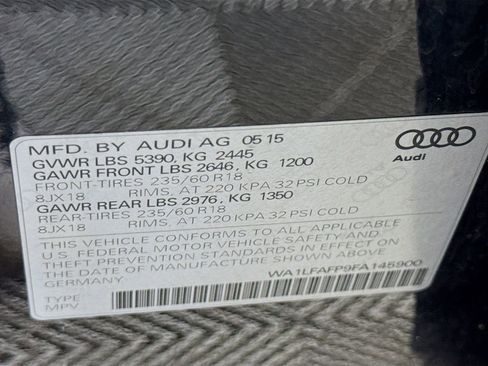 MFD. BY AUDI AG 05 15
GVWR LBS 5390, KG 2445
GAWR FRONT LBS 2646, KG 1200
FRONT-TIRES 235/60 R18
8JX18 RIMS, AT 220 KPA 32 PSI COLD
GAWR REAR LBS 2976, KG 1350
REAR-TIRES 235/60 R18
8JX18 RIMS, AT 220 KPA 32 PSI COLD
THIS VEHICLE CONFORMS TO ALL APPLICABLE
U.S. FEDERAL MOTOR VEHICLE SAFETY AND
THEFT PREVENTION STANDARDS IN EFFECT ON THE
DATE OF MANUFACTURE SHOWN ABOVE
GERMANY
WA1LFAFP9FA145900
TYPE
MPV
Audi